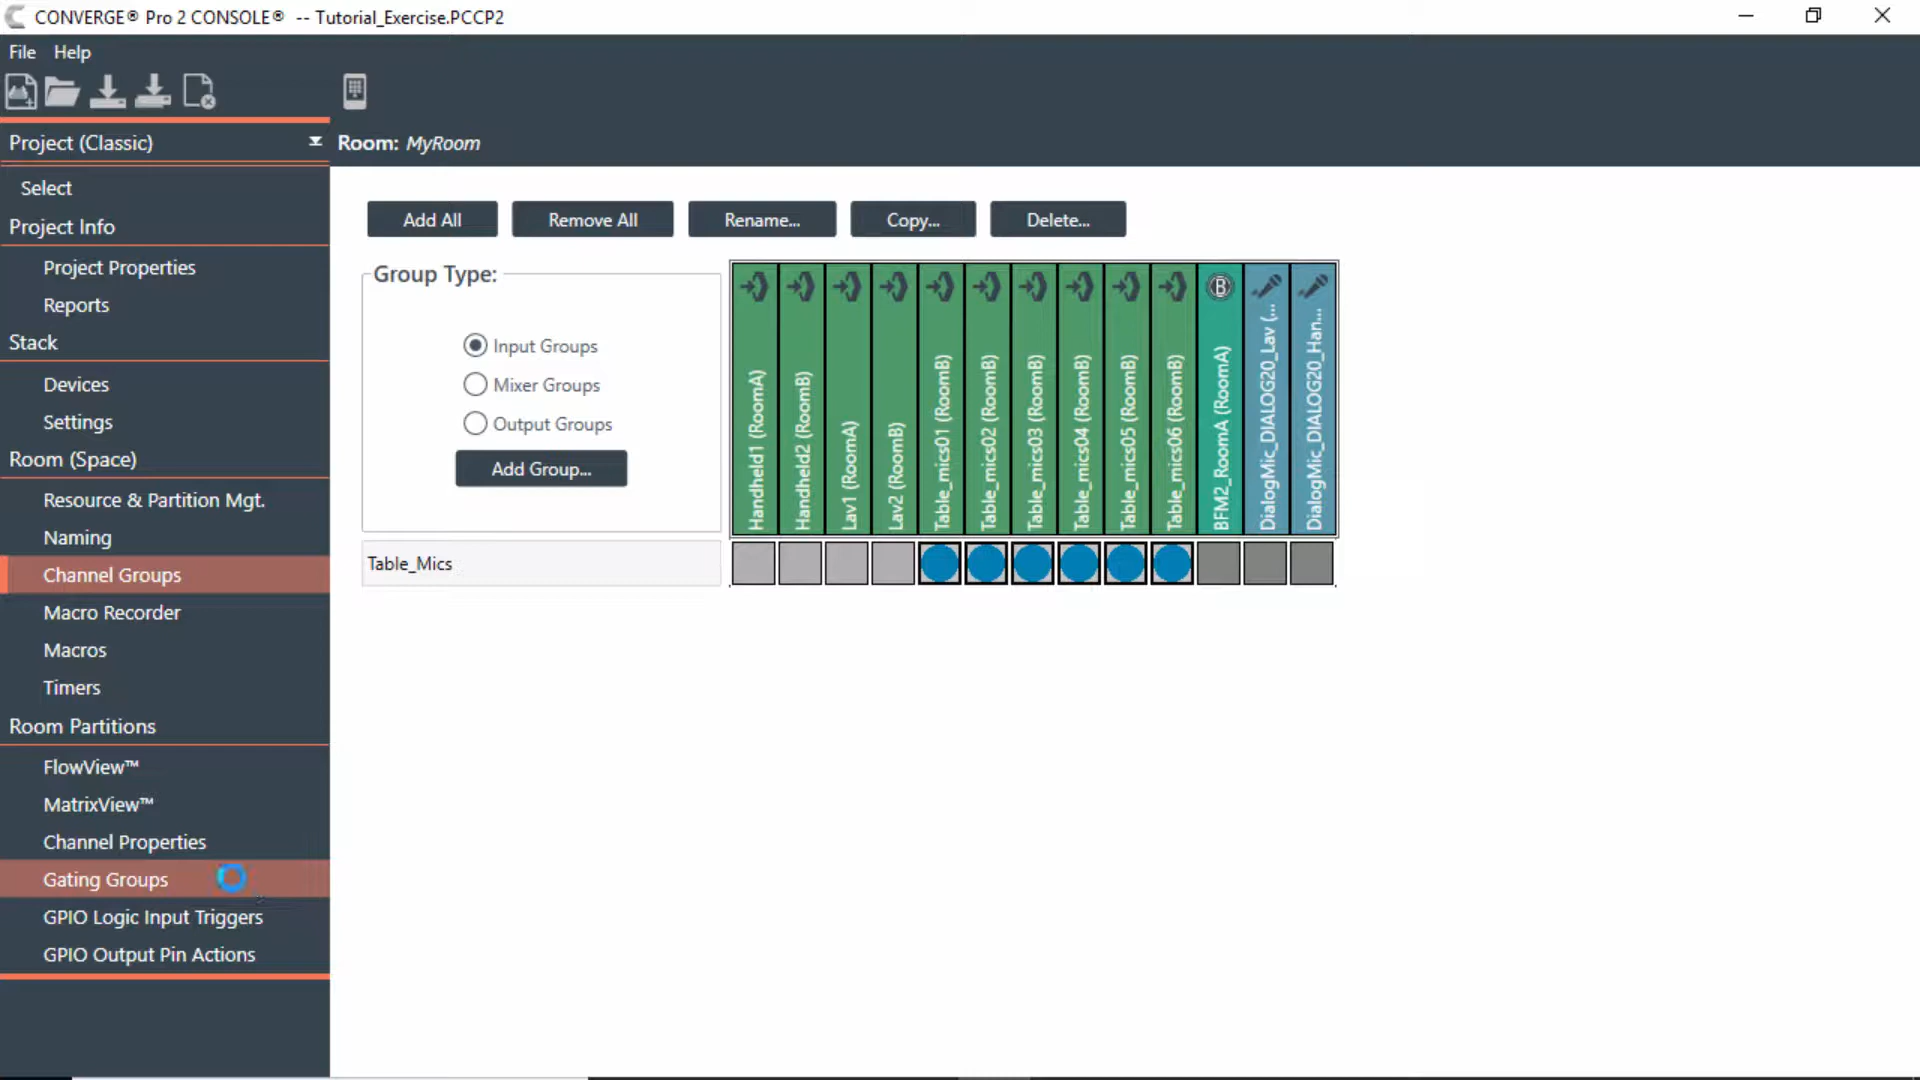 CONVERGE® Pro 2 CONSOLE® -- Tutorial_Exercise.PCCP2
File Help
Project (Classic)
Room: MyRoom
Select
Project Info
Project Properties
Reports
Stack
Devices
Settings
Room (Space)
Resource & Partition Mgt.
Naming
Channel Groups
Macro Recorder
Macros
Timers
Room Partitions
FlowView™
MatrixView™
Channel Properties
Gating Groups
GPIO Logic Input Triggers
GPIO Output Pin Actions
Add All
Remove All
Rename...
Copy...
Delete...
Group Type:
Input Groups
Mixer Groups
Output Groups
Add Group...
Handheld1 (RoomA)
Handheld2 (RoomB)
Lav1 (RoomA)
Lav2 (RoomB)
Table_mics01 (RoomB)
Table_mics02 (RoomB)
Table_mics03 (RoomB)
Table_mics04 (RoomB)
Table_mics05 (RoomB)
Table_mics06 (RoomB)
B
BFM2_RoomA (RoomA)
DialogMic_DIALOG20_Lav (...
DialogMic_DIALOG20_Han...
Table_Mics